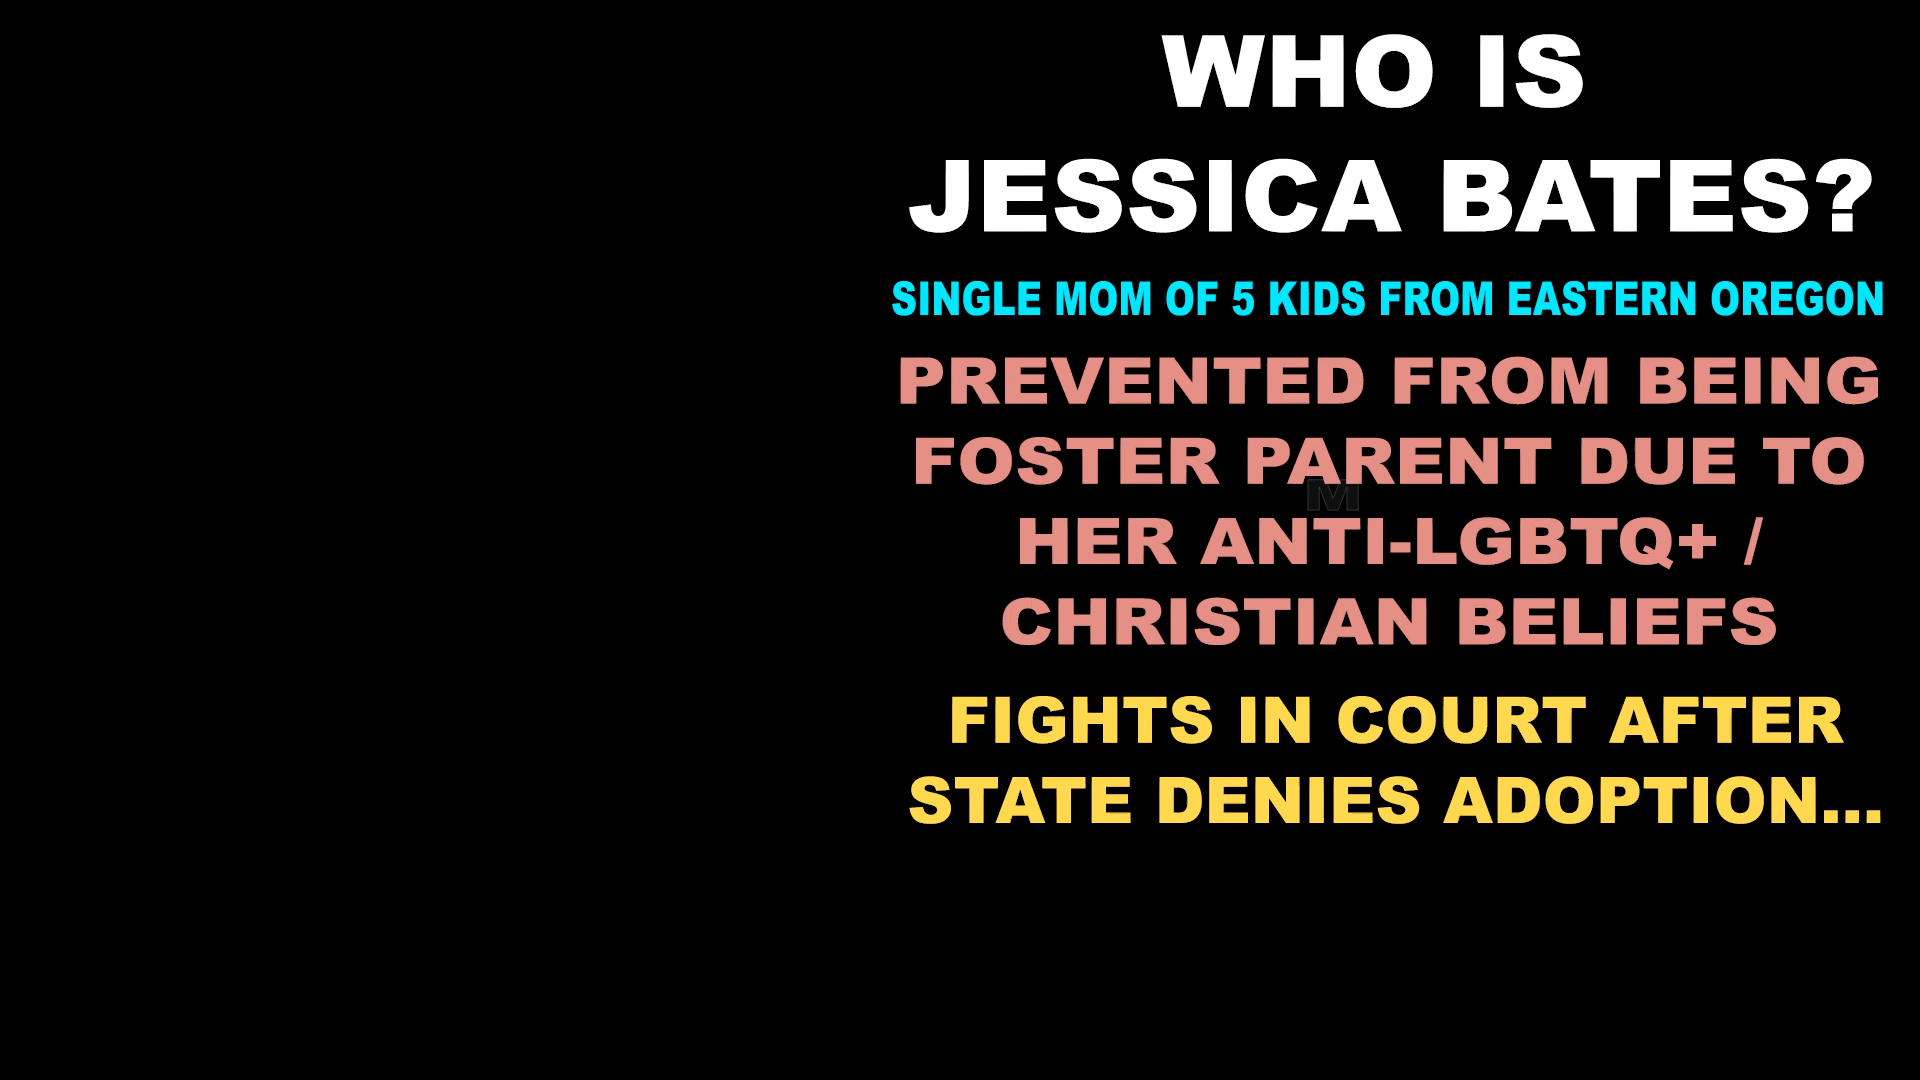 WHO IS
JESSICA BATES?
SINGLE MOM OF 5 KIDS FROM EASTERN OREGON
PREVENTED FROM BEING
FOSTER PARENT DUE TO
M
HER ANTI-LGBTQ+ /
CHRISTIAN BELIEFS
FIGHTS IN COURT AFTER
STATE DENIES ADOPTION...